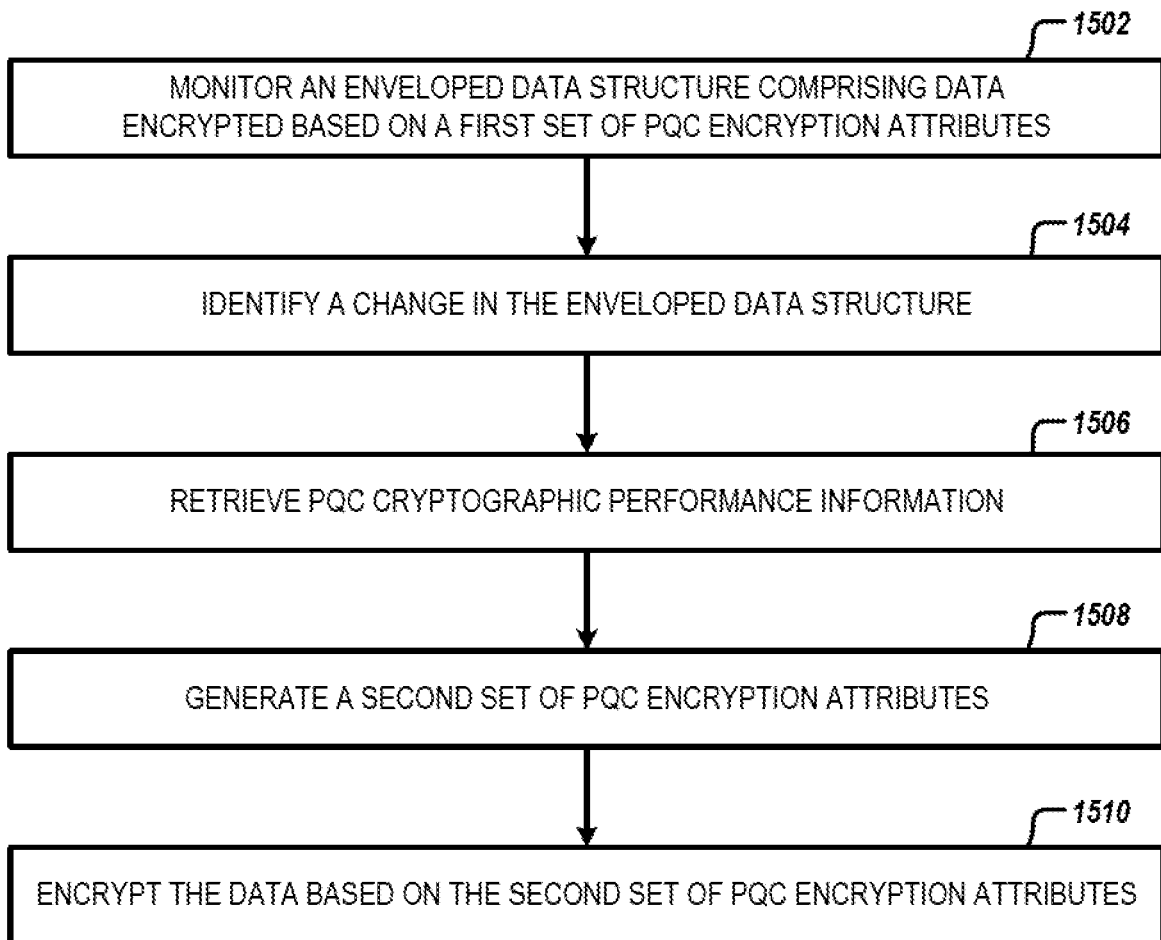 1502
MONITOR AN ENVELOPED DATA STRUCTURE COMPRISING DATA
ENCRYPTED BASED ON A FIRST SET OF PQC ENCRYPTION ATTRIBUTES
1504
IDENTIFY A CHANGE IN THE ENVELOPED DATA STRUCTURE
1506
RETRIEVE PQC CRYPTOGRAPHIC PERFORMANCE INFORMATION
1508
GENERATE A SECOND SET OF PQC ENCRYPTION ATTRIBUTES
1510
ENCRYPT THE DATA BASED ON THE SECOND SET OF PQC ENCRYPTION ATTRIBUTES